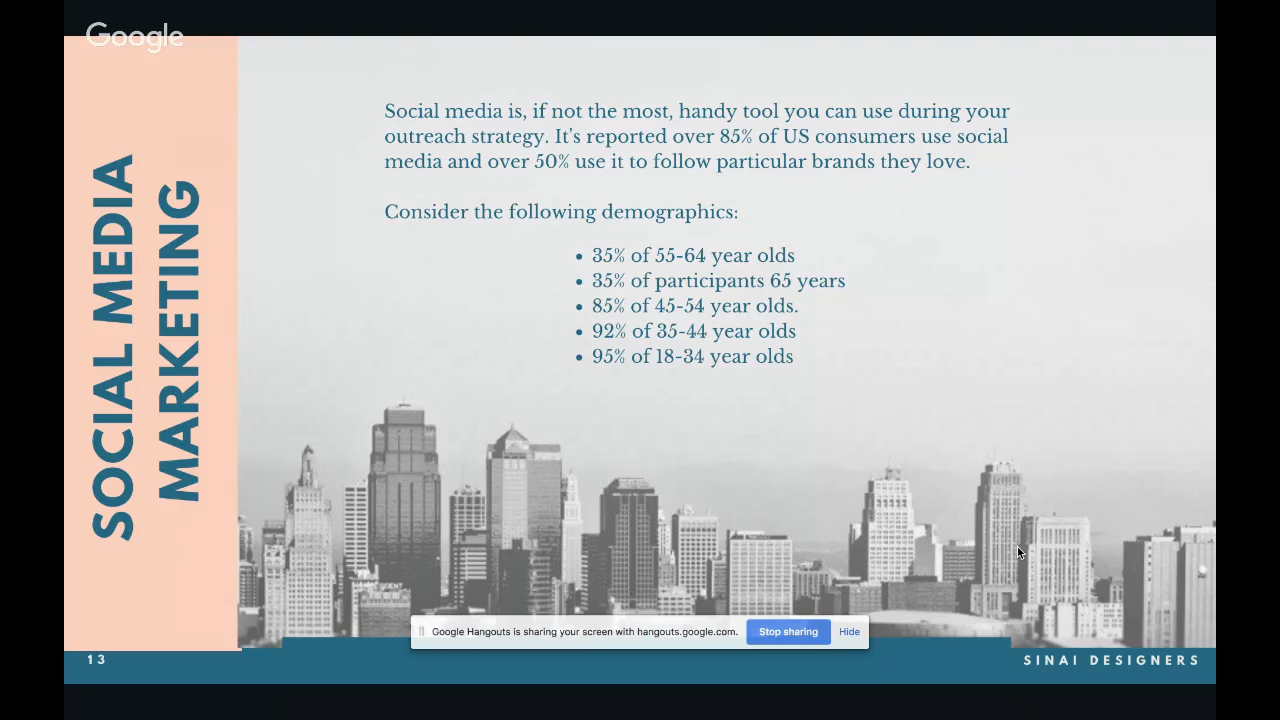 Google
SOCIAL MEDIA
MARKETING
Social media is, if not the most, handy tool you can use during your
outreach strategy. It's reported over 85% of US consumers use social
media and over 50% use it to follow particular brands they love.
Consider the following demographics:
• 35% of 55-64 year olds
• 35% of participants 65 years
• 85% of 45-54 year olds.
• 92% of 35-44 year olds
• 95% of 18-34 year olds
Google Hangouts is sharing your screen with hangouts.google.com.
Stop sharing
Hide
13
SINAI DESIGNERS